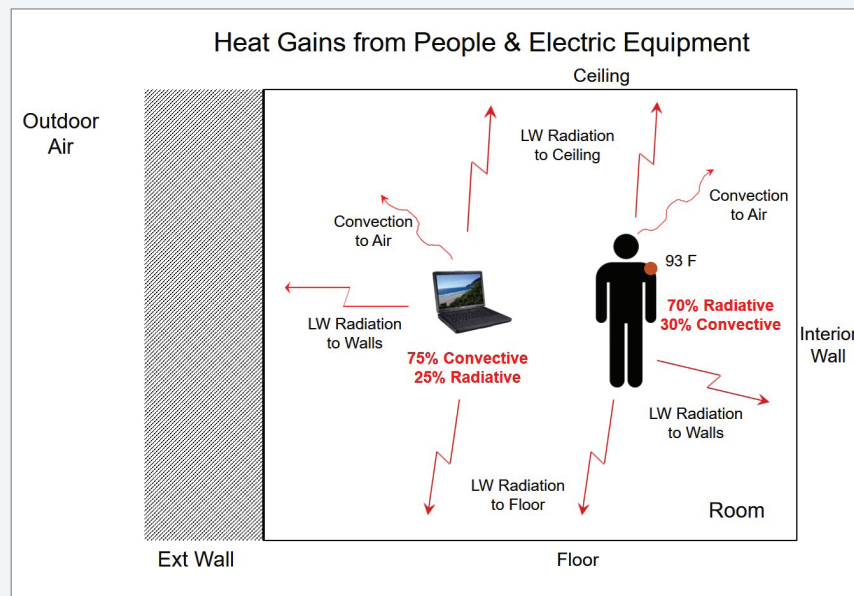 Heat Gains from People & Electric Equipment
Ceiling
Outdoor
Air
LW Radiation
to Ceiling
Convection
to Air
Convection
to Air
93 F
70% Radiative
30% Convective
LW Radiation
to Walls
Interior
Wall
75% Convective
25% Radiative
LW Radiation
to Walls
LW Radiation
to Floor
Room
Ext Wall
Floor